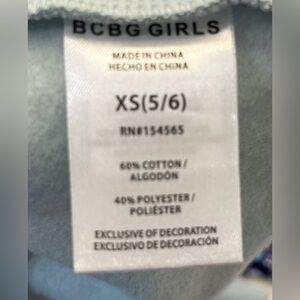 BCBG GIRLS
MADE IN CHINA
HECHO EN CHINA
XS(5/6)
RN#154565
60% COTTON/
ALGODÓN
40% POLYESTER/
POLIÉSTER
EXCLUSIVE OF DECORATION
EXCLUSIVO DE DECORACIÓN